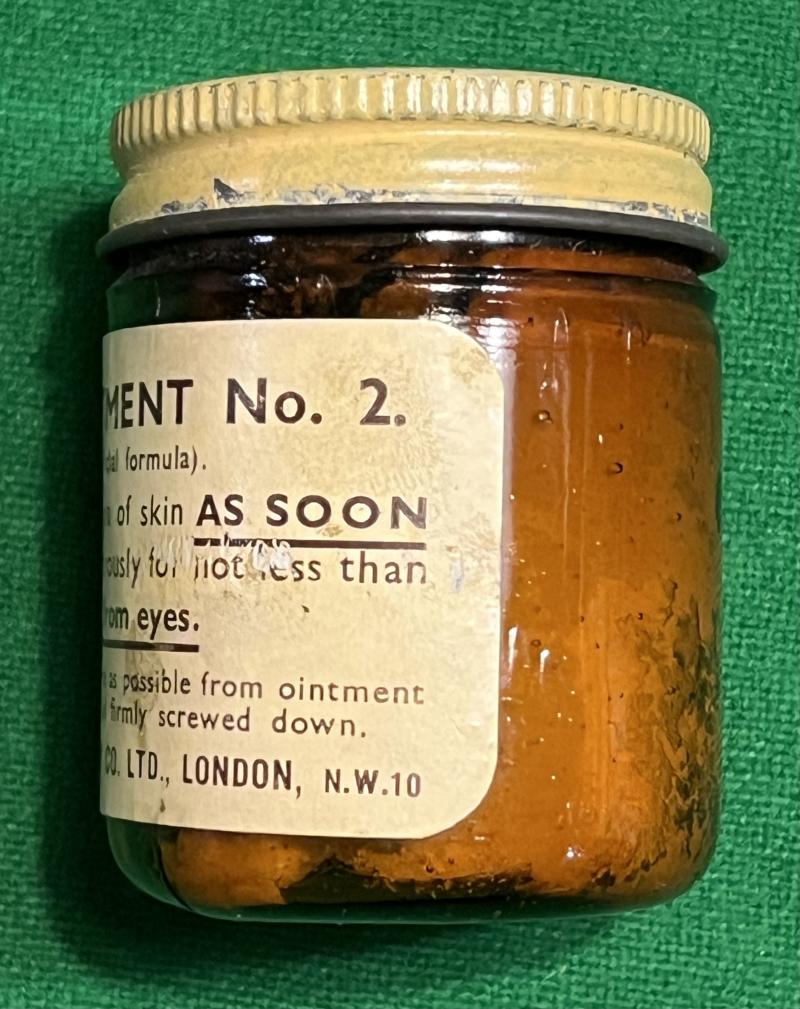 MENT No. 2.
formula).
of skin AS SOON
ously for not less than
rom eyes.
as possible from ointment
firmly screwed down.
CO. LTD., LONDON, N.W.10